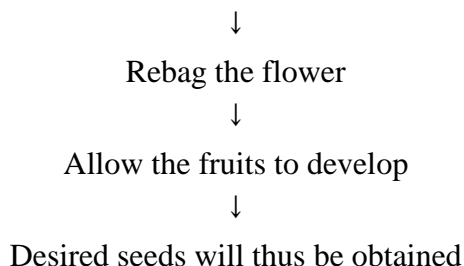 ↓
Rebag the flower
↓
Allow the fruits to develop
↓
Desired seeds will thus be obtained